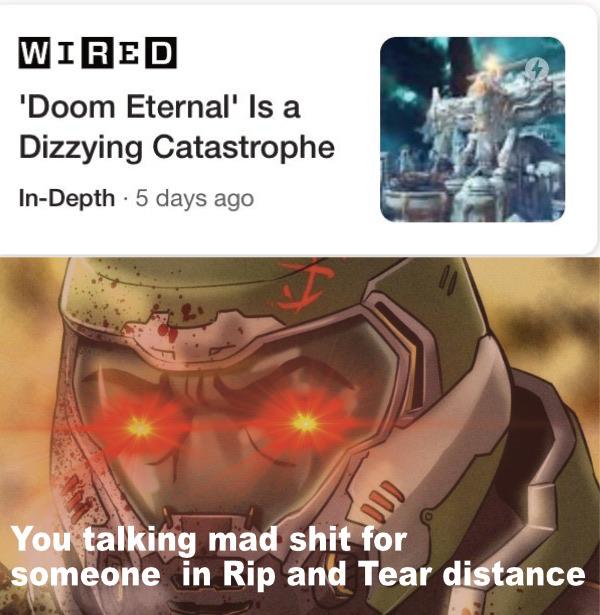 WIRED
'Doom Eternal' Is a
Dizzying Catastrophe
In-Depth · 5 days ago
You talking mad shit for
someone in Rip and Tear distance